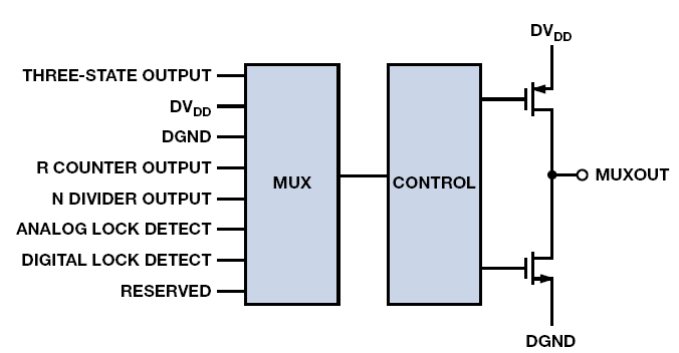 DVDD
THREE-STATE OUTPUT
DVDD
DGND
R COUNTER OUTPUT
N DIVIDER OUTPUT
MUX
CONTROL
MUXOUT
ANALOG LOCK DETECT
DIGITAL LOCK DETECT
RESERVED
DGND